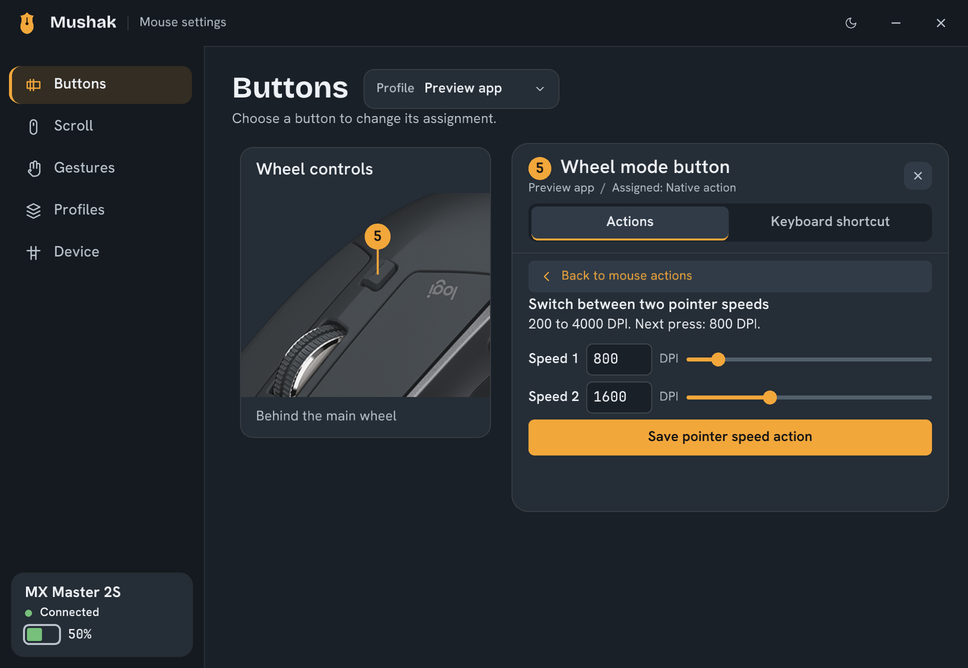 Mushak
Mouse settings
Buttons
Scroll
Gestures
Profiles
Device
MX Master 2S
Connected
50%
Buttons
Profile Preview app
Choose a button to change its assignment.
Wheel controls
5
logi
Behind the main wheel
5 Wheel mode button
Preview app / Assigned: Native action
Actions
Keyboard shortcut
Back to mouse actions
Switch between two pointer speeds
200 to 4000 DPI. Next press: 800 DPI.
Speed 1 800 DPI
Speed 2 1600 DPI
Save pointer speed action